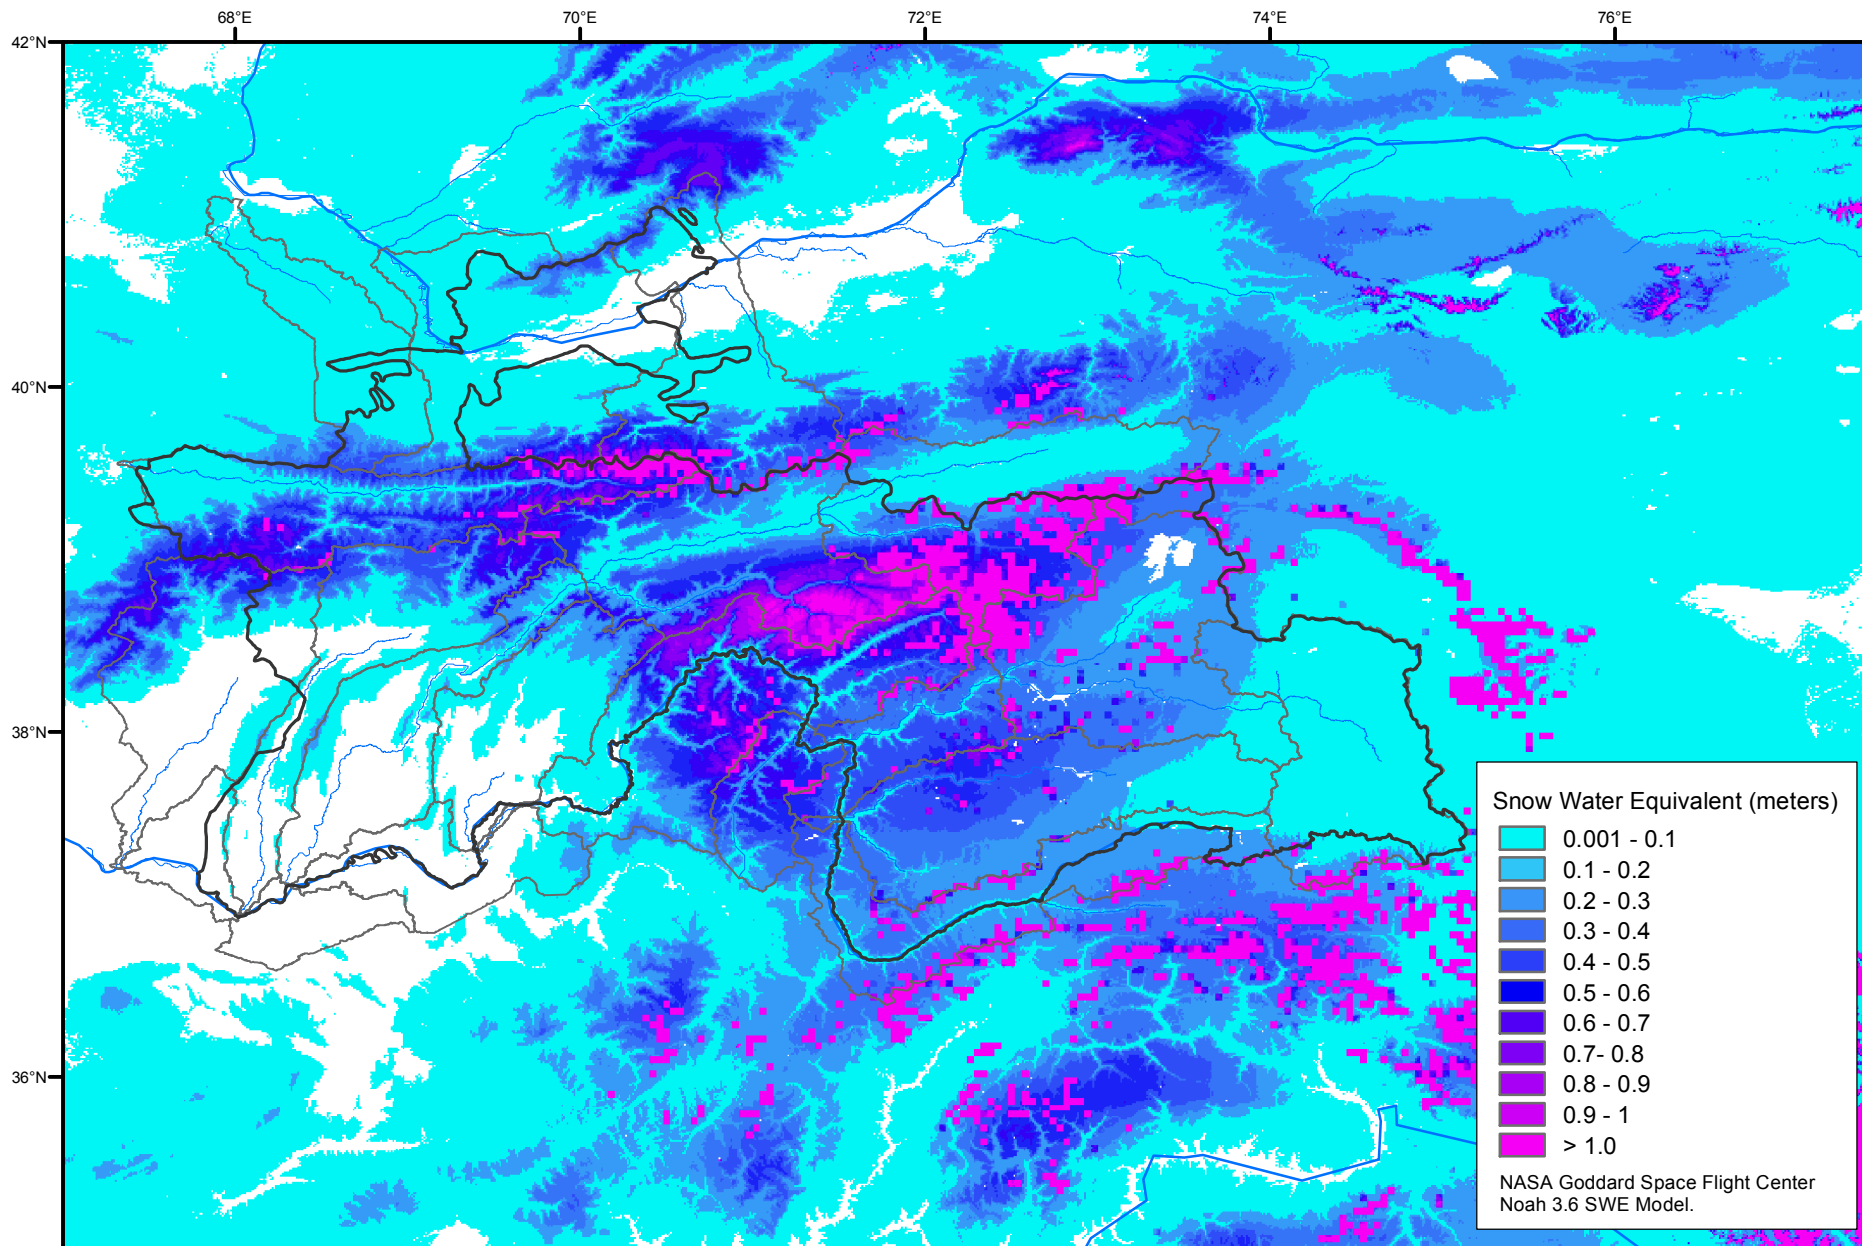 68°E
70°E
72°E
74°E
76°E
42°N
40°N
38°N
36°N
Snow Water Equivalent (meters)
0.001 - 0.1
0.1 - 0.2
0.2 - 0.3
0.3 - 0.4
0.4 - 0.5
0.5 - 0.6
0.6 - 0.7
0.7- 0.8
0.8 - 0.9
0.9 - 1
> 1.0
NASA Goddard Space Flight Center
Noah 3.6 SWE Model.